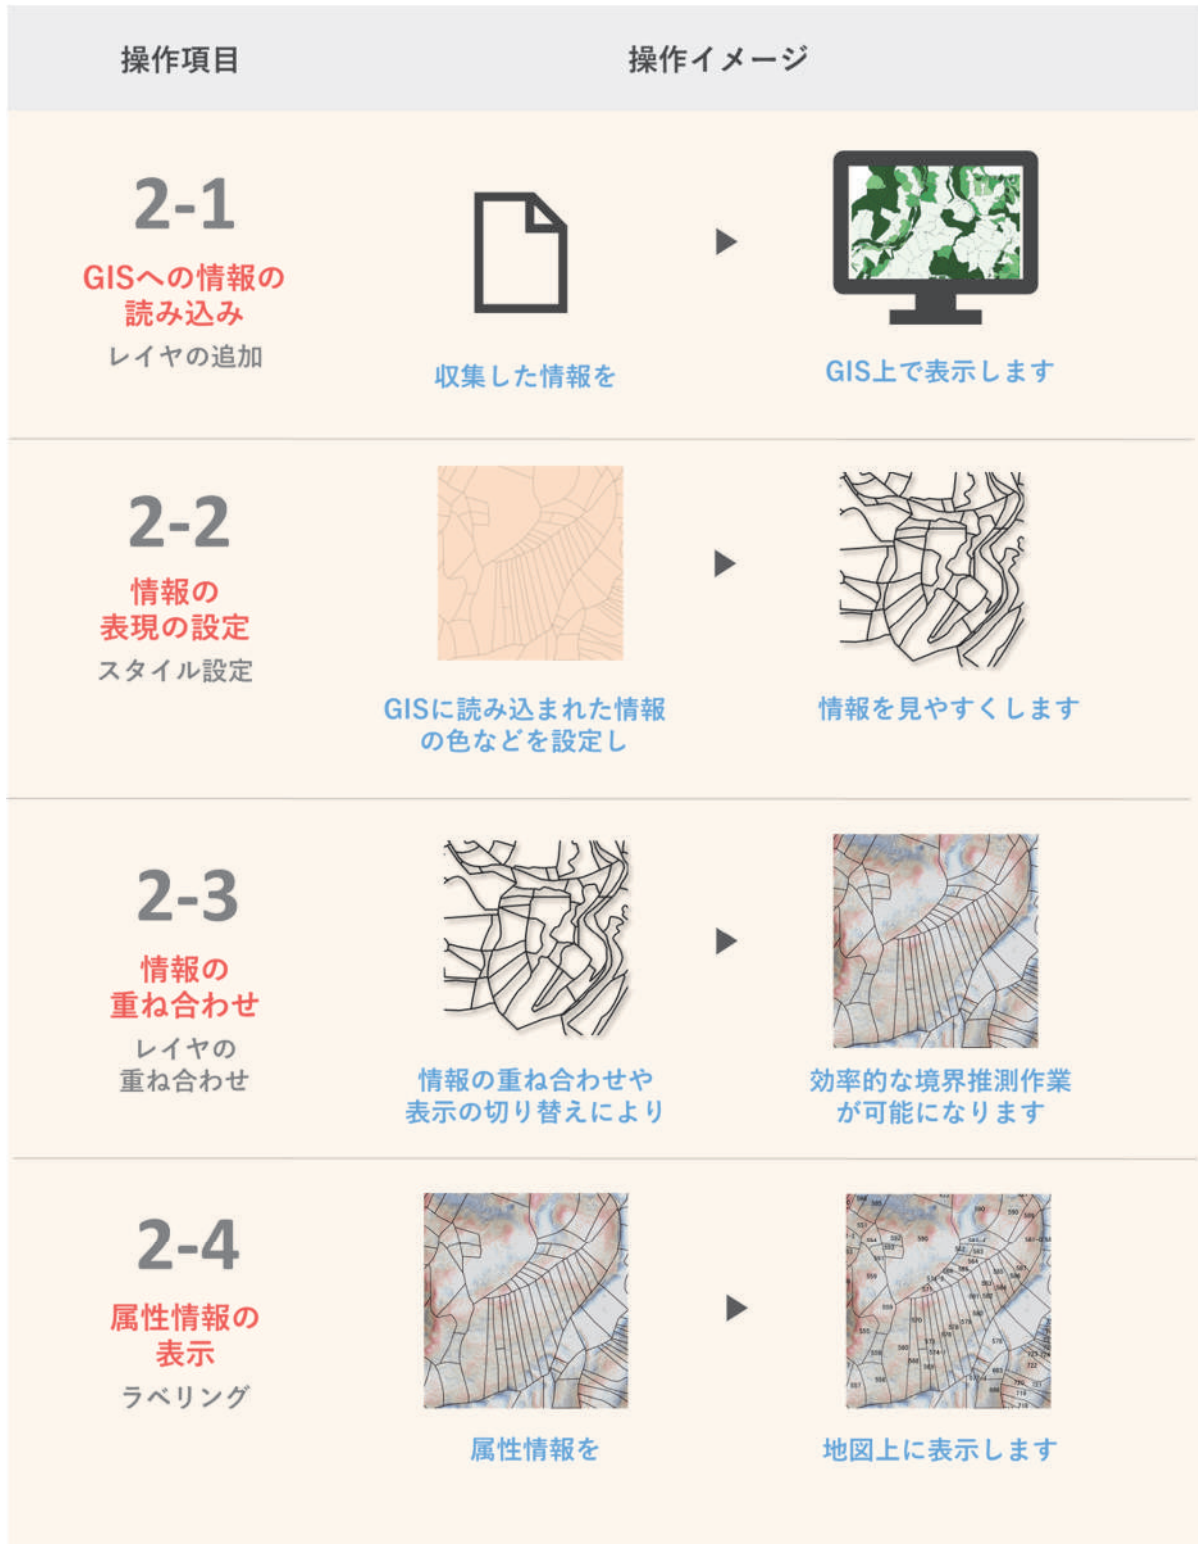 操作項目
操作イメージ
2-1
GISへの情報の
読み込み
レイヤの追加
収集した情報を
GIS上で表示します
2-2
情報の
表現の設定
スタイル設定
GISに読み込まれた情報
の色などを設定し
情報を見やすくします
2-3
情報の
重ね合わせ
レイヤの
重ね合わせ
情報の重ね合わせや
表示の切り替えにより
効率的な境界推測作業
が可能になります
2-4
属性情報の
表示
ラベリング
属性情報を
地図上に表示します